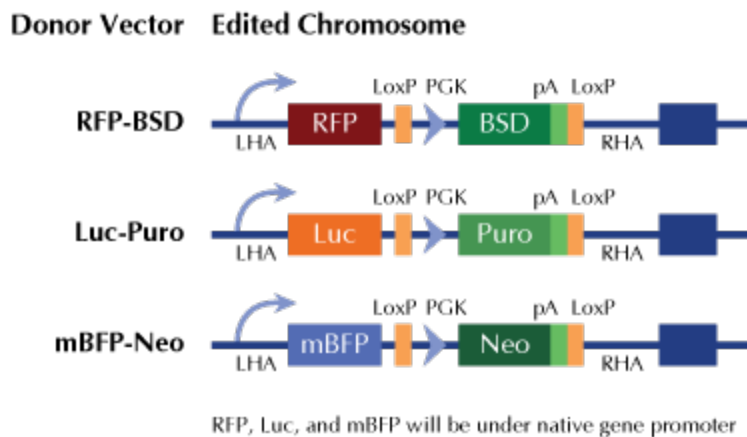 Donor Vector Edited Chromosome
LoxP PGK pA LoxP
RFP-BSD RFP BSD
LHA RHA
LoxP PGK pA LoxP
Luc-Puro Luc Puro
LHA RHA
LoxP PGK pA LoxP
mBFP-Neo mBFP Neo
LHA RHA
RFP, Luc, and mBFP will be under native gene promoter